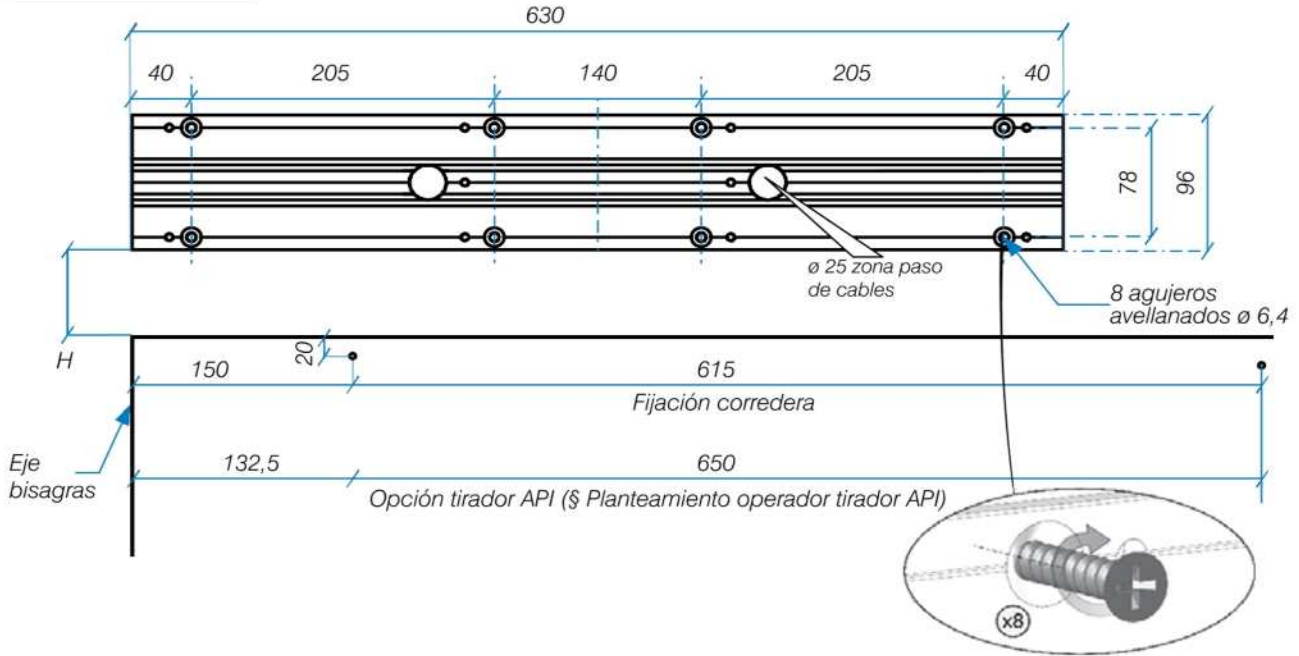 630
40 205 140 205 40
78
96
ø 25 zona paso
de cables
8 agujeros
avellanados ø 6,4
H
20
150 615
Fijación corredera
Eje
bisagras
132,5 650
Opción tirador API (§ Planteamiento operador tirador API)
x8